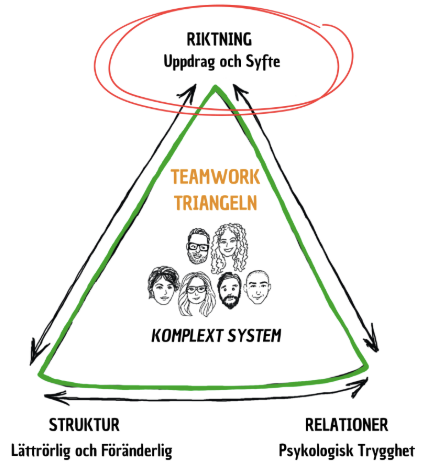 RIKTNING
Uppdrag och Syfte
TEAMWORK
TRIANGELN
KOMPLEXT SYSTEM
STRUKTUR
Lättrörlig och Föränderlig
RELATIONER
Psykologisk Trygghet